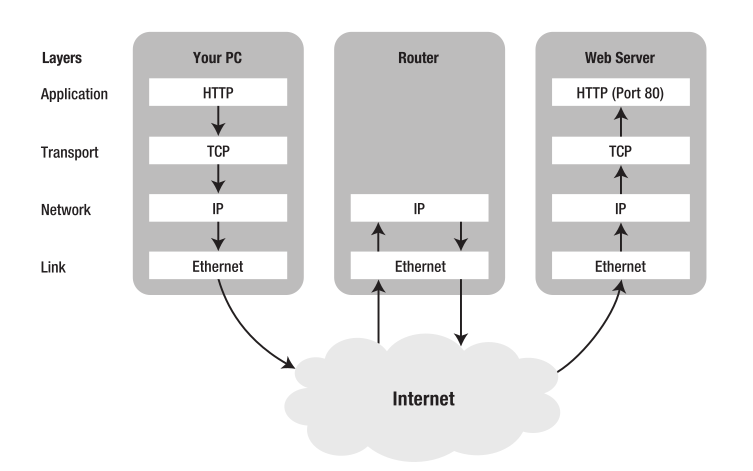 Layers Your PC Router Web Server
Application HTTP HTTP (Port 80)
Transport TCP TCP
Network IP IP IP
Link Ethernet Ethernet Ethernet
Internet